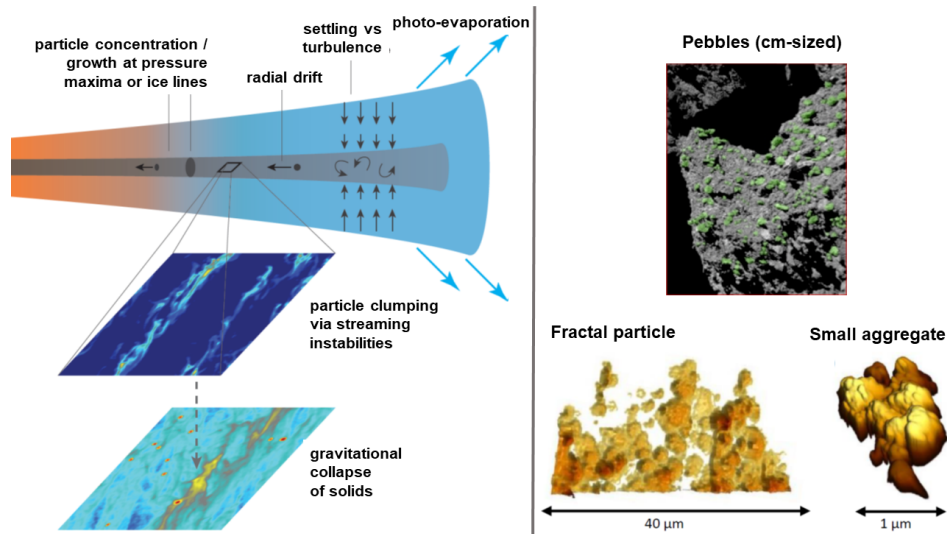 photo-evaporation
settling vs
turbulence
particle concentration /
growth at pressure
maxima or ice lines
radial drift
particle clumping
via streaming
instabilities
gravitational
collapse
of solids
Pebbles (cm-sized)
Fractal particle
Small aggregate
40 µm
1 µm